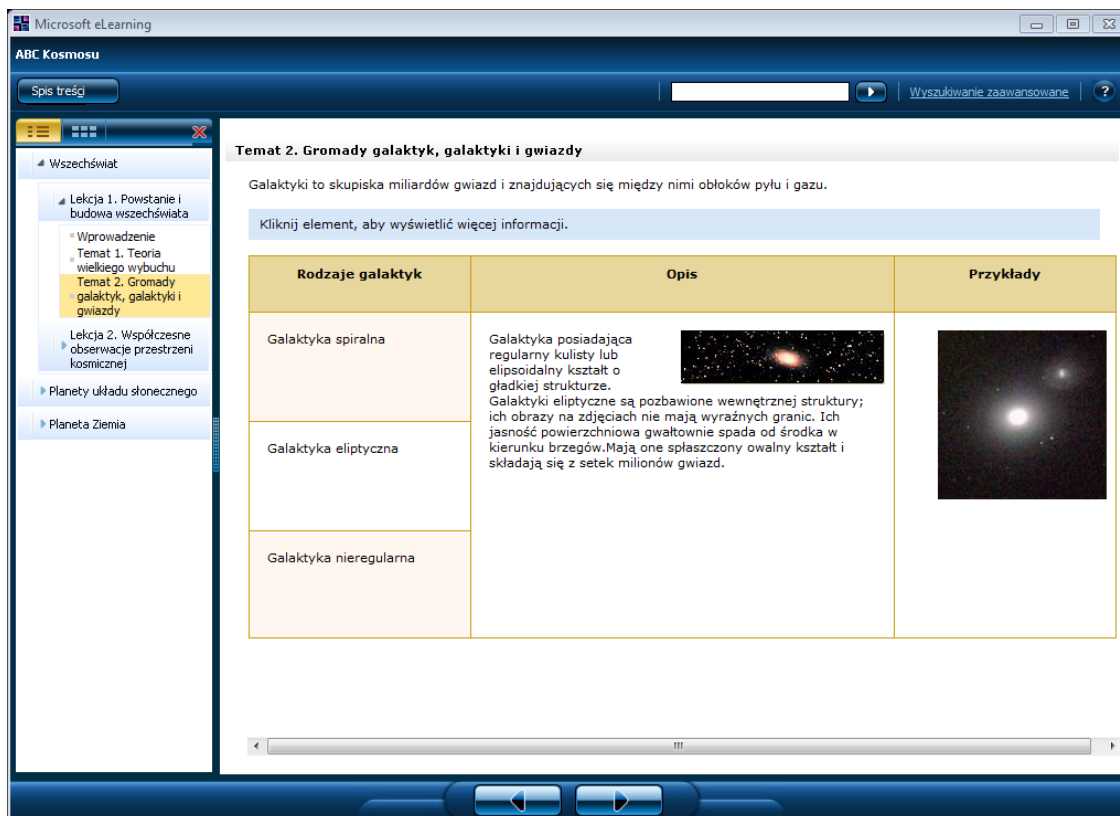 Microsoft eLearning
ABC Kosmosu
Spis treści
Wyszukiwanie zaawansowane
?
Wszechświat
Lekcja 1. Powstanie i
budowa wszechświata
Wprowadzenie
Temat 1. Teoria
wielkiego wybuchu
Temat 2. Gromady
galaktyk, galaktyki i
gwiazdy
Lekcja 2. Współczesne
obserwacje przestrzeni
kosmicznej
Planety układu słonecznego
Planeta Ziemia
Temat 2. Gromady galaktyk, galaktyki i gwiazdy
Galaktyki to skupiska miliardów gwiazd i znajdujących się między nimi obłoków pyłu i gazu.
Kliknij element, aby wyświetlić więcej informacji.
Rodzaje galaktyk
Opis
Przykłady
Galaktyka spiralna
Galaktyka eliptyczna
Galaktyka nieregularna
Galaktyka posiadająca
regularny kulisty lub
elipsoidalny kształt o
gładkiej strukturze.
Galaktyki eliptyczne są pozbawione wewnętrznej struktury;
ich obrazy na zdjęciach nie mają wyraźnych granic. Ich
jasność powierzchniowa gwałtownie spada od środka w
kierunku brzegów.Mają one spłaszczony owalny kształt i
składają się z setek milionów gwiazd.